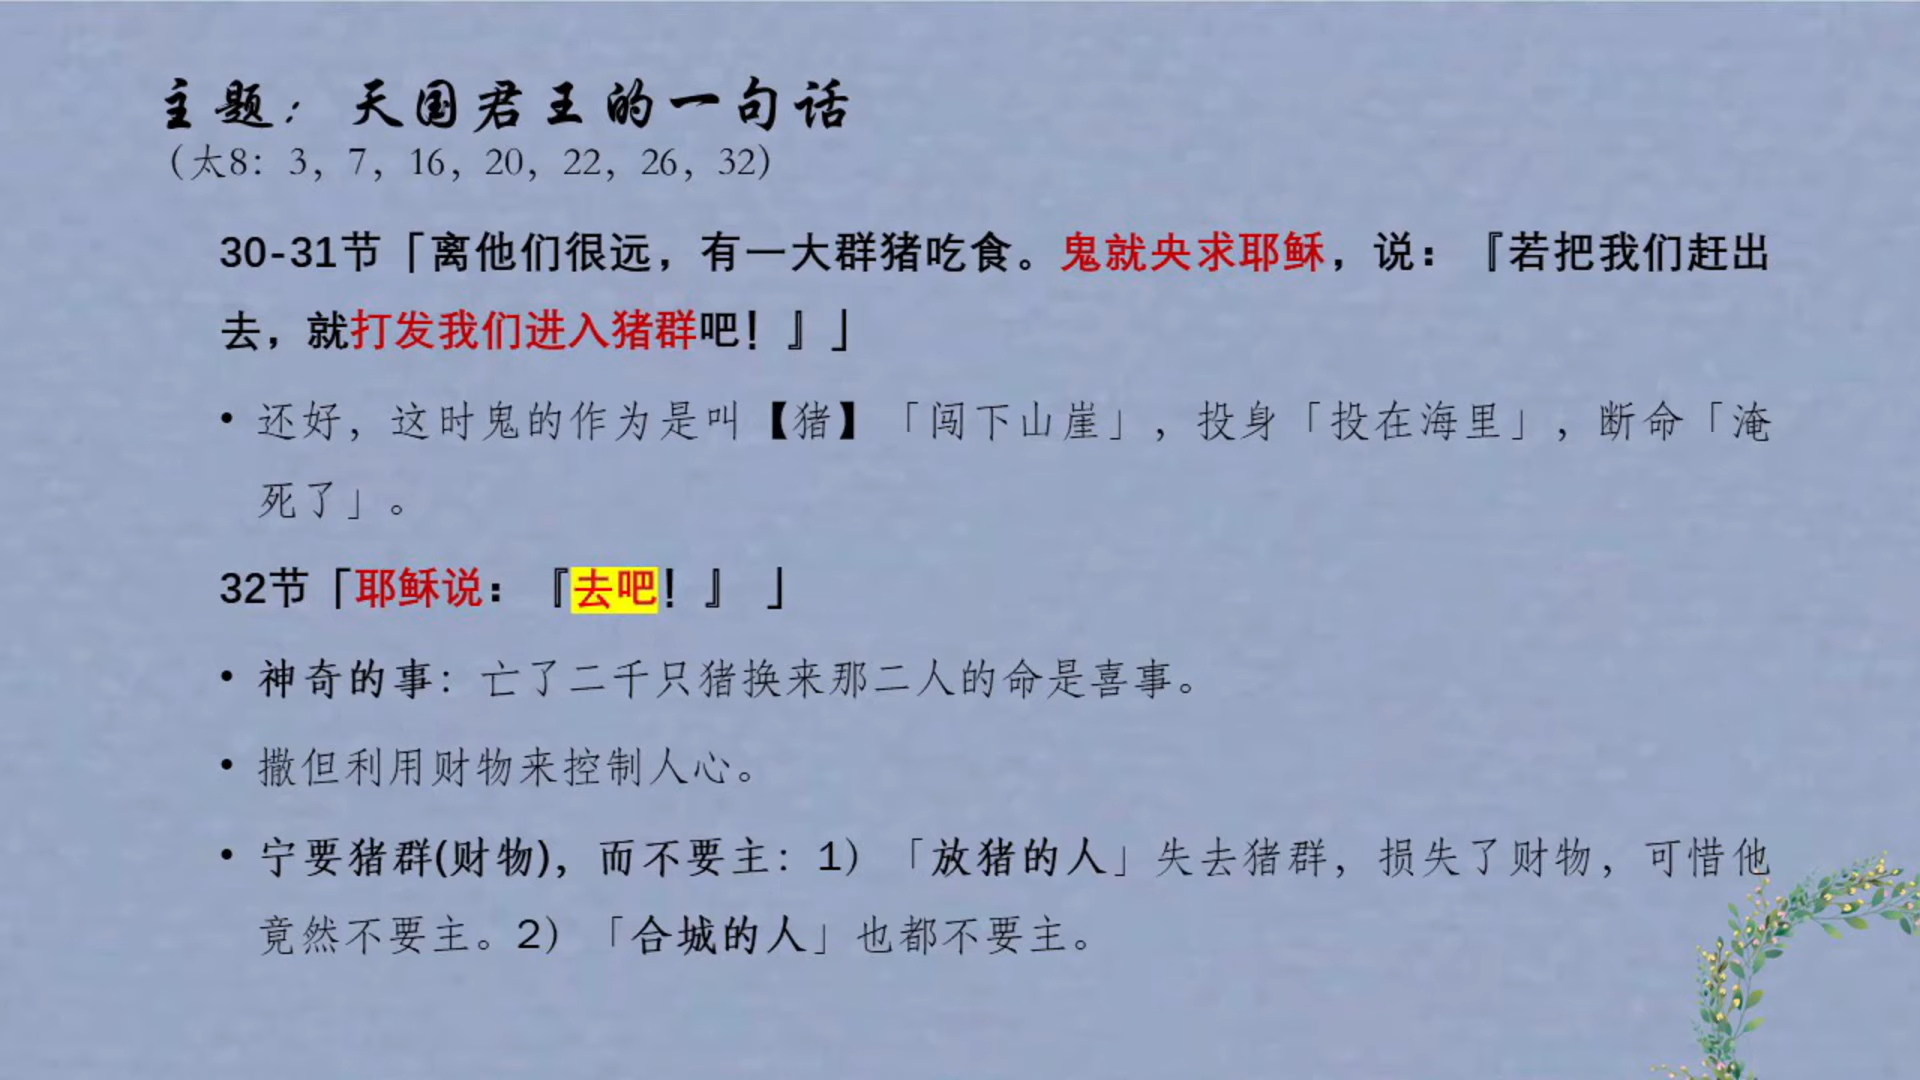 主题：天国君王的一句话
（太8：3，7，16，20，22，26，32）
30-31节「离他们很远，有一大群猪吃食。鬼就央求耶稣，说：『若把我们赶出
去，就打发我们进入猪群吧！』」
• 还好，这时鬼的作为是叫【猪】「闯下山崖」，投身「投在海里」，断命「淹
死了」。
32节「耶稣说：『去吧！』」
• 神奇的事：亡了二千只猪换来那二人的命是喜事。
• 撒但利用财物来控制人心。
• 宁要猪群(财物)，而不要主：1）「放猪的人」失去猪群，损失了财物，可惜他
竟然不要主。2）「合城的人」也都不要主。